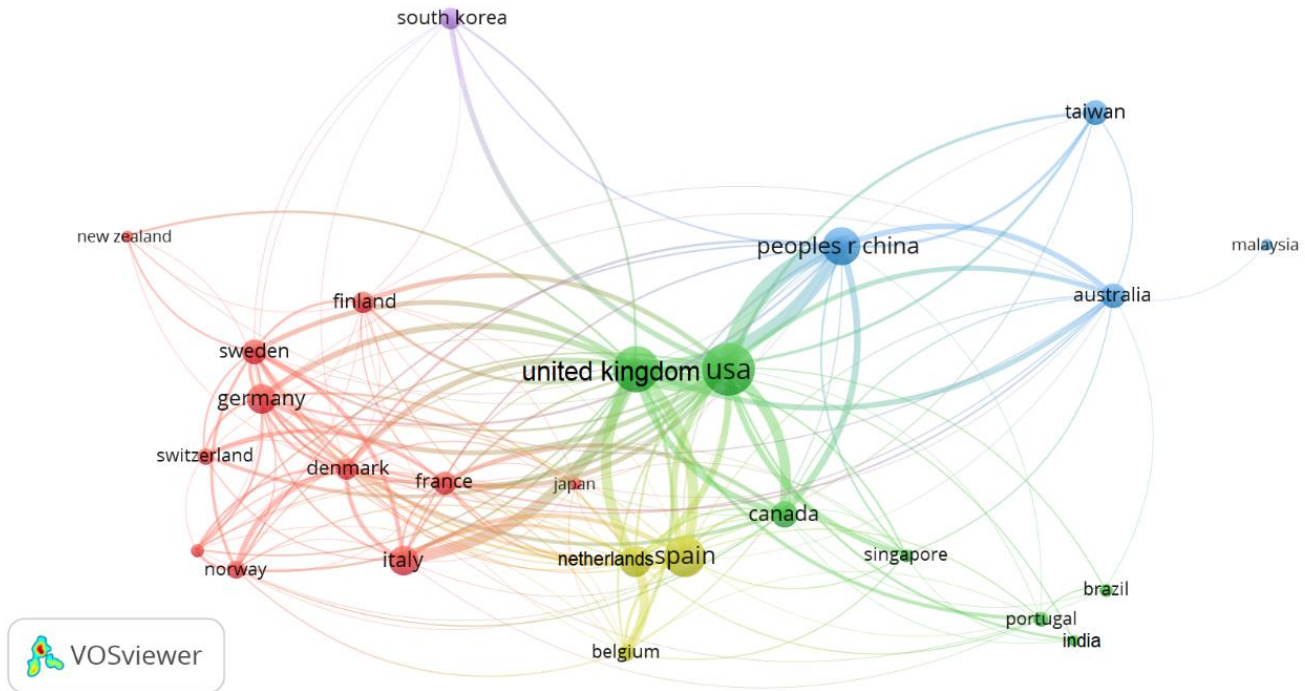 south korea
taiwan
new zealand
peoples r china
malaysia
finland
australia
sweden
united kingdom
usa
germany
switzerland
denmark
france
japan
canada
italy
netherlands
spain
singapore
norway
brazil
portugal
india
belgium
VOSviewer